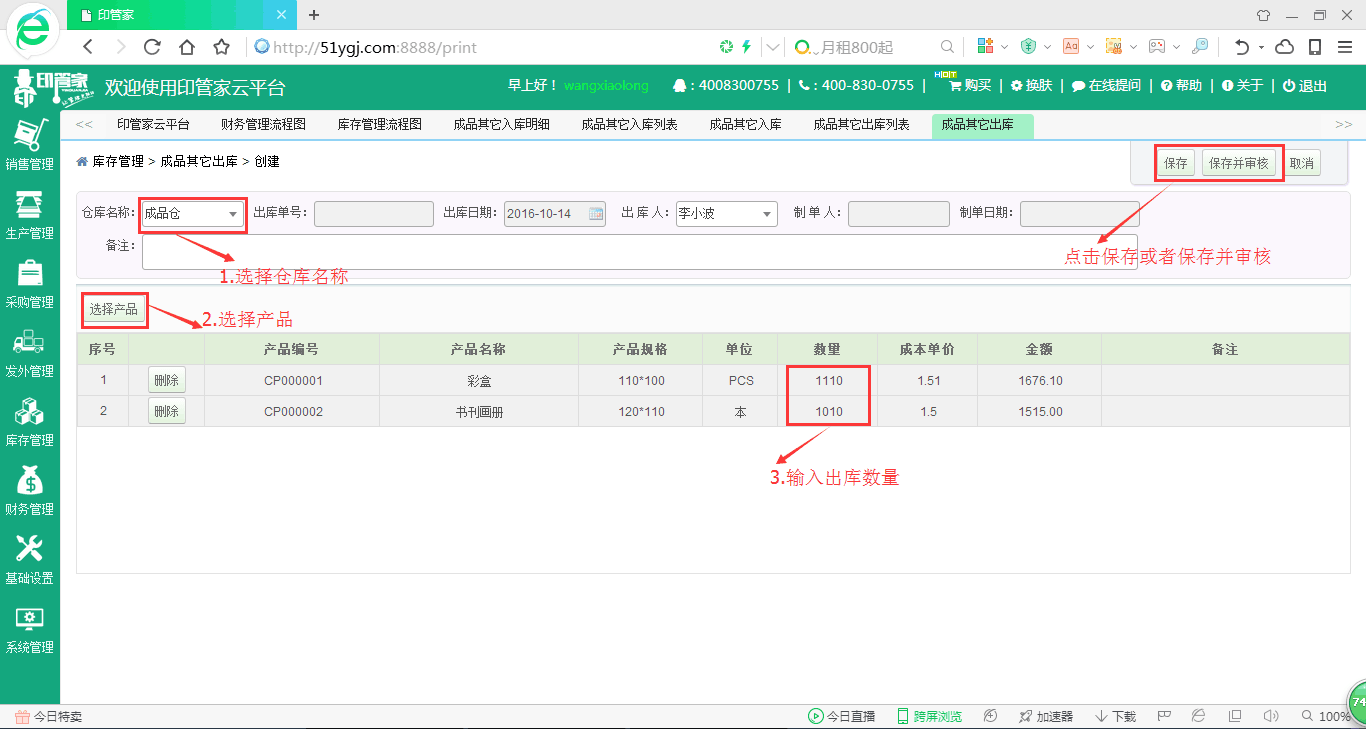 印管家
http://51ygj.com:8888/print
月租800起
印管家
欢迎使用印管家云平台
早上好！ wangxiaolong
: 4008300755 | : 400-830-0755 | HOT 购买 | 换肤 | 在线提问 | 帮助 | 关于 | 退出
<< 印管家云平台 财务管理流程图 库存管理流程图 成品其它入库明细 成品其它入库列表 成品其它入库 成品其它出库列表 成品其它出库 >>
销售管理
生产管理
采购管理
发外管理
库存管理
财务管理
基础设置
系统管理
库存管理 > 成品其它出库 > 创建
保存 保存并审核 取消
仓库名称: 成品仓 出库单号: 出库日期: 2016-10-14 出 库 人: 李小波 制 单 人: 制单日期:
备注:
点击保存或者保存并审核
1.选择仓库名称
选择产品
2.选择产品
序号 产品编号 产品名称 产品规格 单位 数量 成本单价 金额 备注
1 删除 CP000001 彩盒 110*100 PCS 1110 1.51 1676.10
2 删除 CP000002 书刊画册 120*110 本 1010 1.5 1515.00
3.输入出库数量
今日特卖 今日直播 跨屏浏览 加速器 下载 100%
74